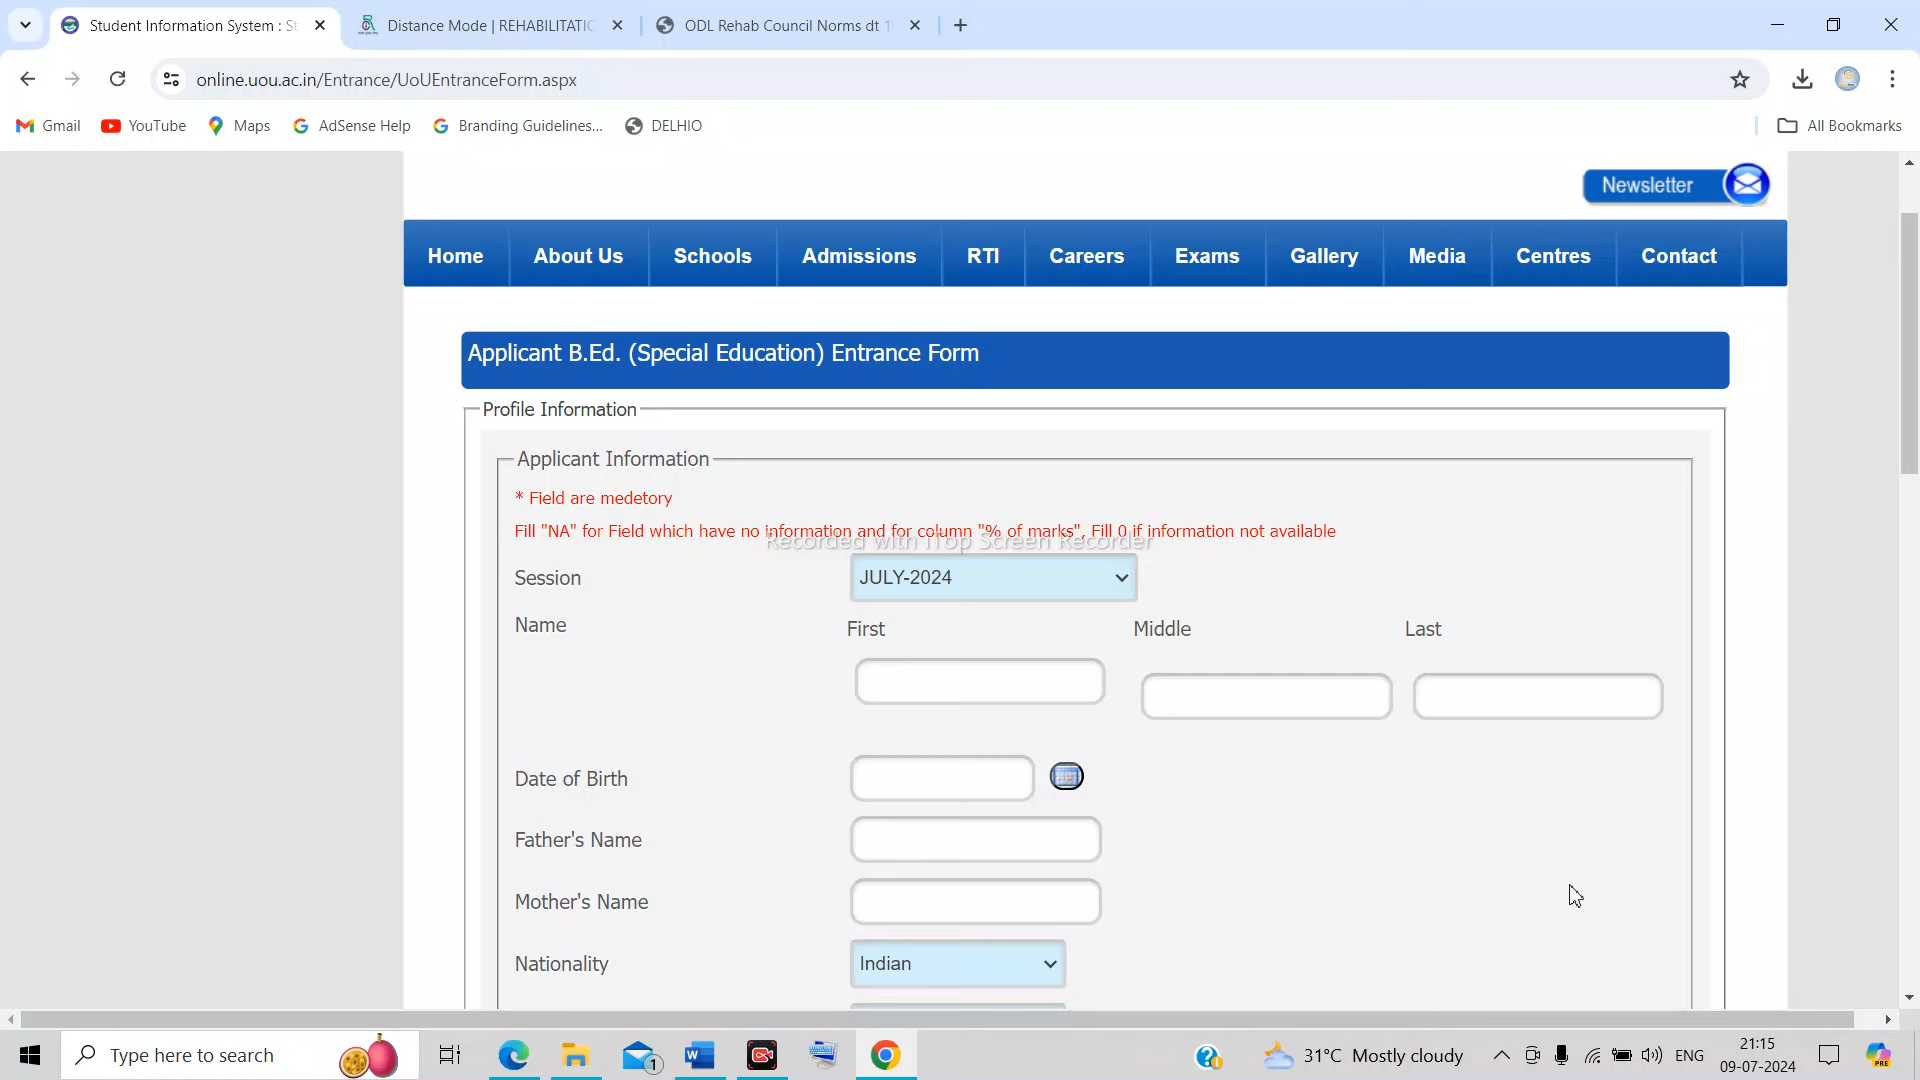 Student Information System : St
Distance Mode | REHABILITATIO
ODL Rehab Council Norms dt 1
online.uou.ac.in/Entrance/UoUEntranceForm.aspx
Gmail YouTube Maps AdSense Help Branding Guidelines... DELHIO All Bookmarks
Newsletter
Home About Us Schools Admissions RTI Careers Exams Gallery Media Centres Contact
Applicant B.Ed. (Special Education) Entrance Form
Profile Information
Applicant Information
* Field are medetory
Fill "NA" for Field which have no information and for column "% of marks", Fill 0 if information not available
Recorded with iTop Screen Recorder
Session JULY-2024
Name First Middle Last
Date of Birth
Father's Name
Mother's Name
Nationality Indian
Type here to search
1
31°C Mostly cloudy
ENG
21:15
09-07-2024
PRE